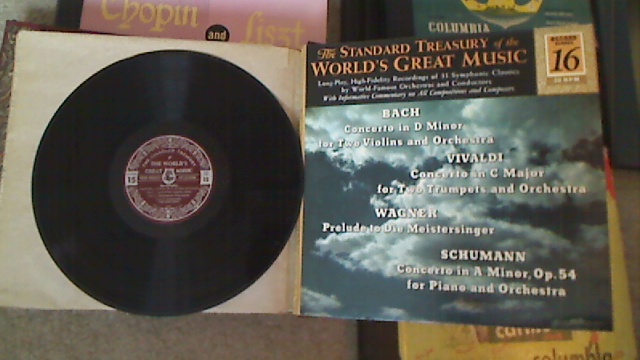 Chopin
and
Liszt
COLUMBIA
The STANDARD TREASURY of the
WORLD'S GREAT MUSIC
Long-Play, High-Fidelity Recordings of 51 Symphonic Classics
by World-Famous Orchestras and Conductors
With Informative Commentary on All Compositions and Composers
16
33 RPM
BACH
Concerto in D Minor
for Two Violins and Orchestra
VIVALDI
Concerto in C Major
for Two Trumpets and Orchestra
WAGNER
Prelude to Die Meistersinger
SCHUMANN
Concerto in A Minor, Op. 54
for Piano and Orchestra
THE WORLD'S
GREAT MUSIC
15
columbia